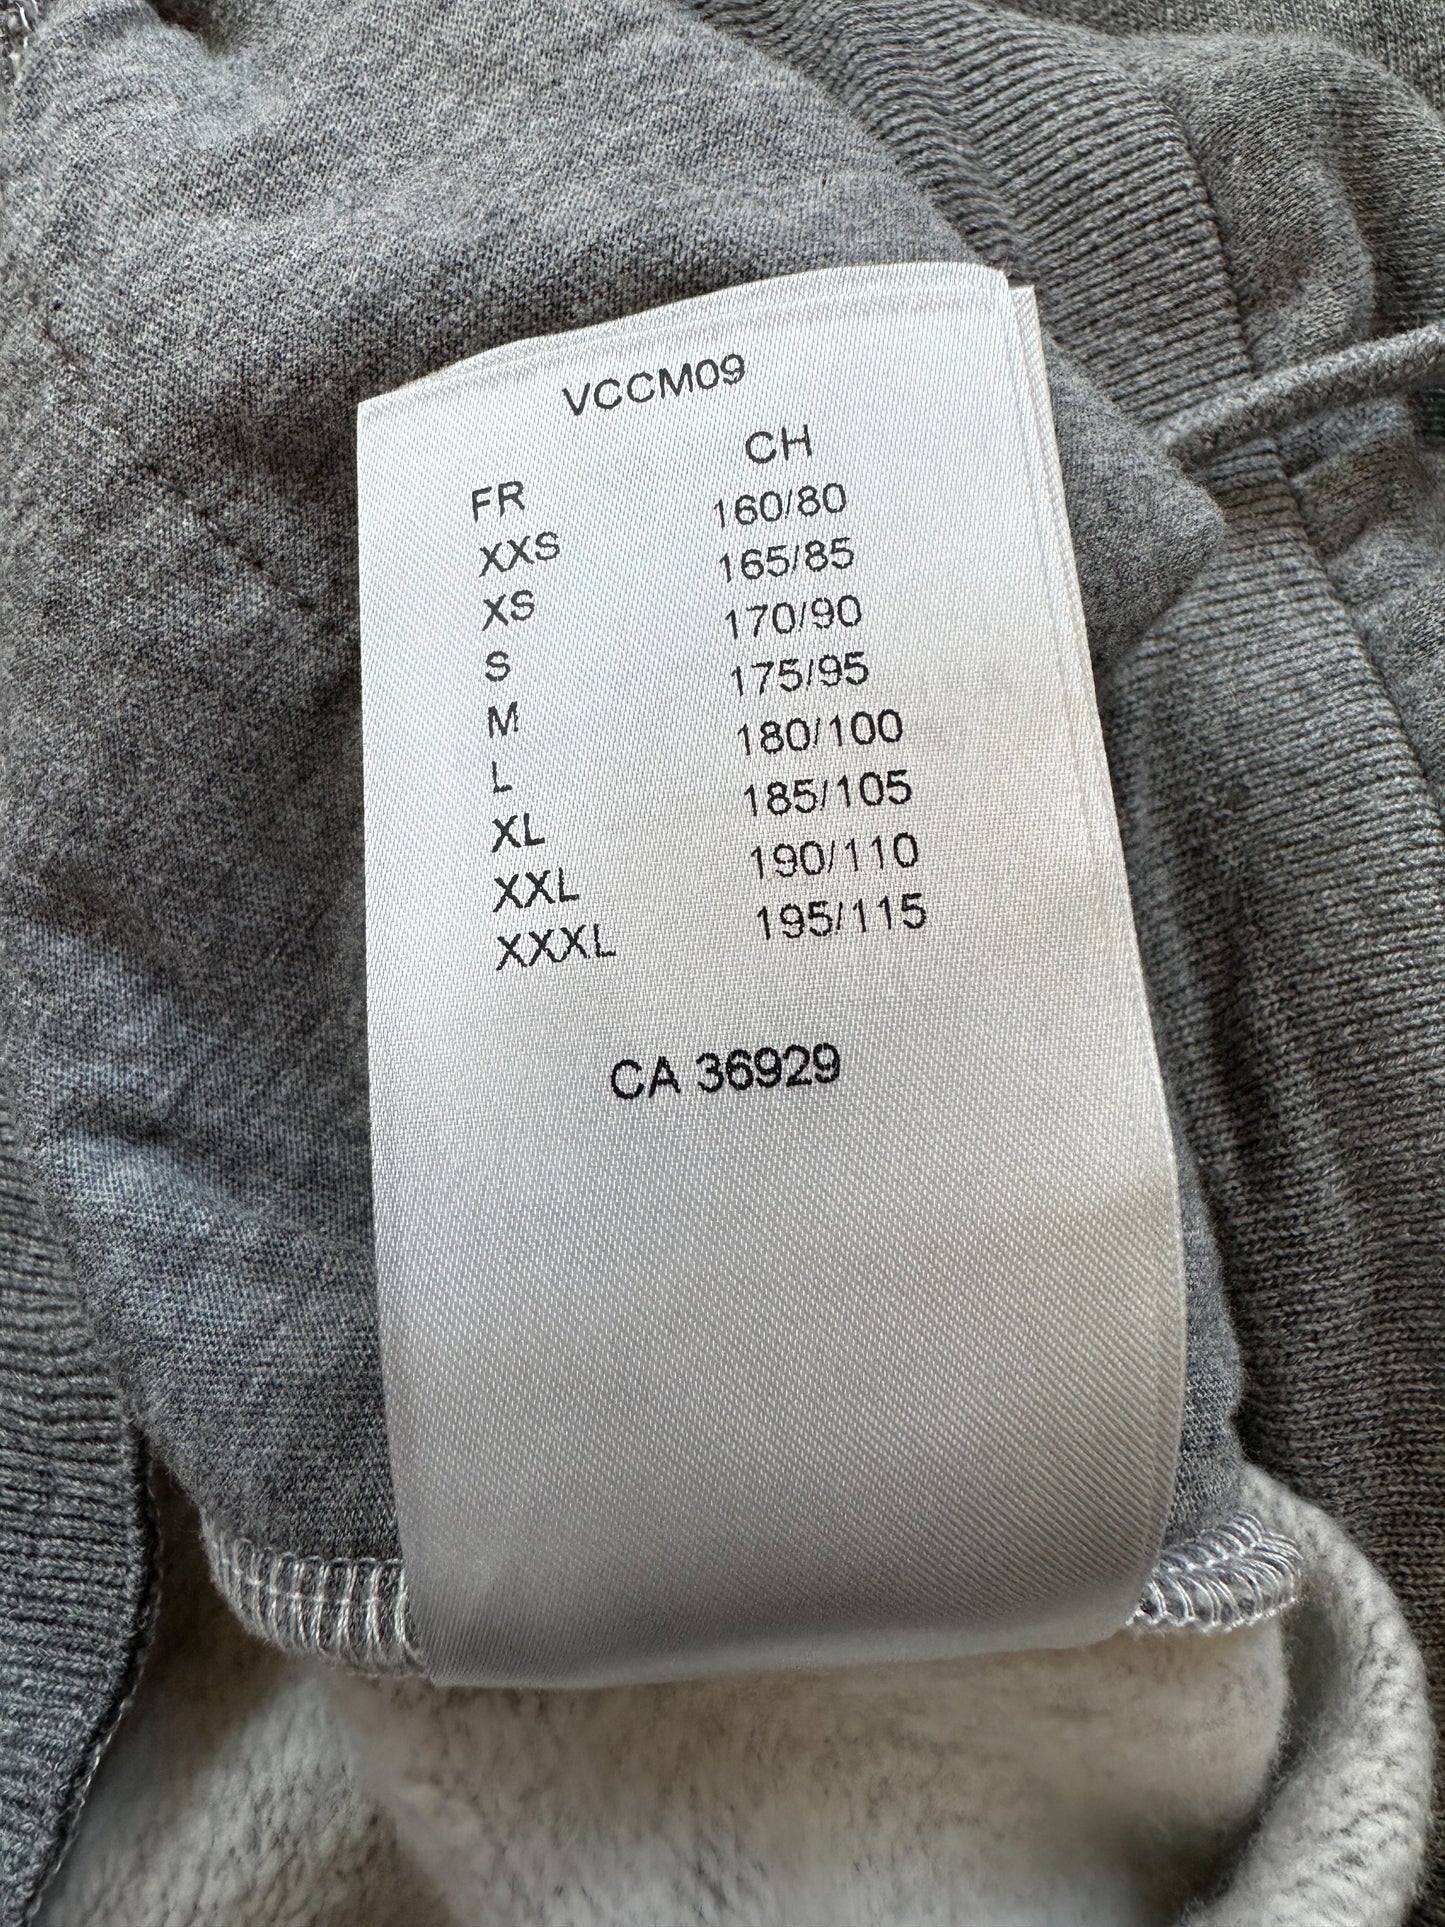 VCCM09
FR CH
XXS 160/80
XS 165/85
S 170/90
M 175/95
L 180/100
XL 185/105
XXL 190/110
XXXL 195/115
CA 36929